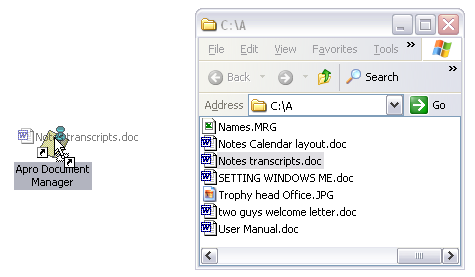 C:\A
File Edit View Favorites Tools »
Back » Search
Address C:\A Go
Names.MRG
Notes Calendar layout.doc
Notes transcripts.doc
SETTING WINDOWS ME.doc
Trophy head Office.JPG
two guys welcome letter.doc
User Manual.doc
Notes transcripts.doc
Apro Document
Manager